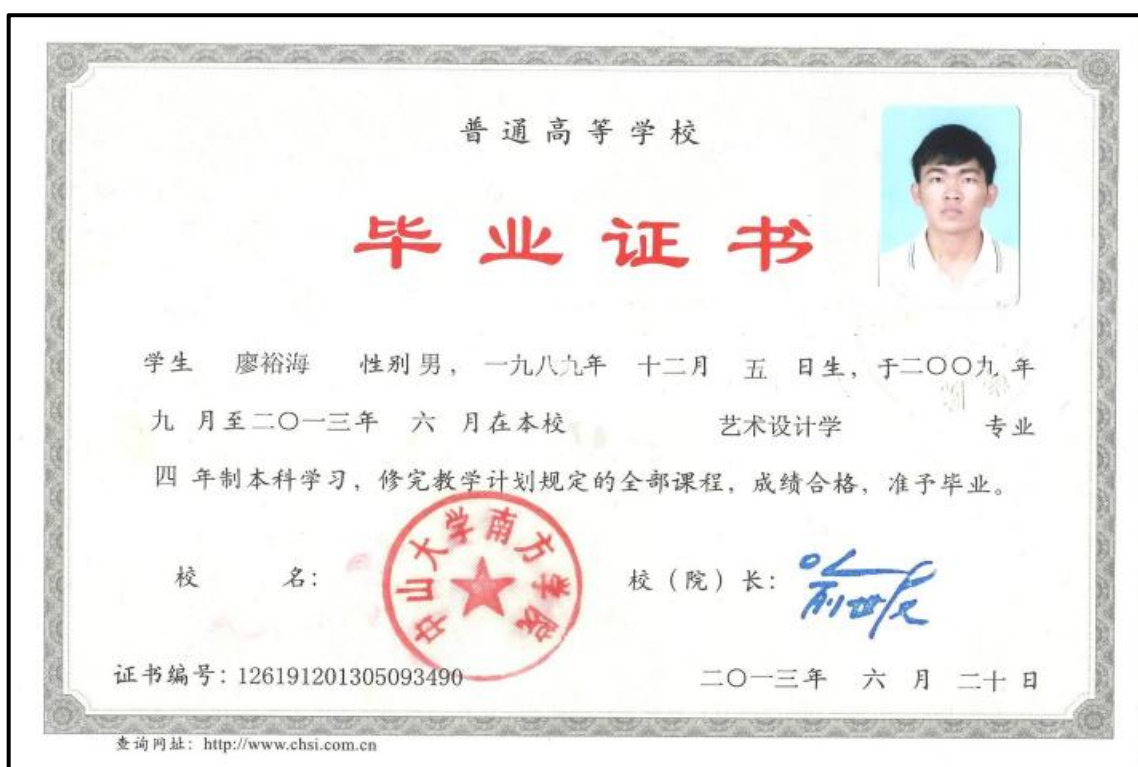 普通高等学校
毕业证书
学生 廖裕海 性别 男， 一九八九年 十二月 五 日生，于二〇〇九 年
九 月至二〇一三年 六 月在本校 艺术设计学 专业
四 年制本科学习，修完教学计划规定的全部课程，成绩合格，准予毕业。
校 名：
中山大学南方学院
校（院）长：
证书编号：126191201305093490
二〇一三年 六 月 二十 日
查询网址：http://www.chsi.com.cn